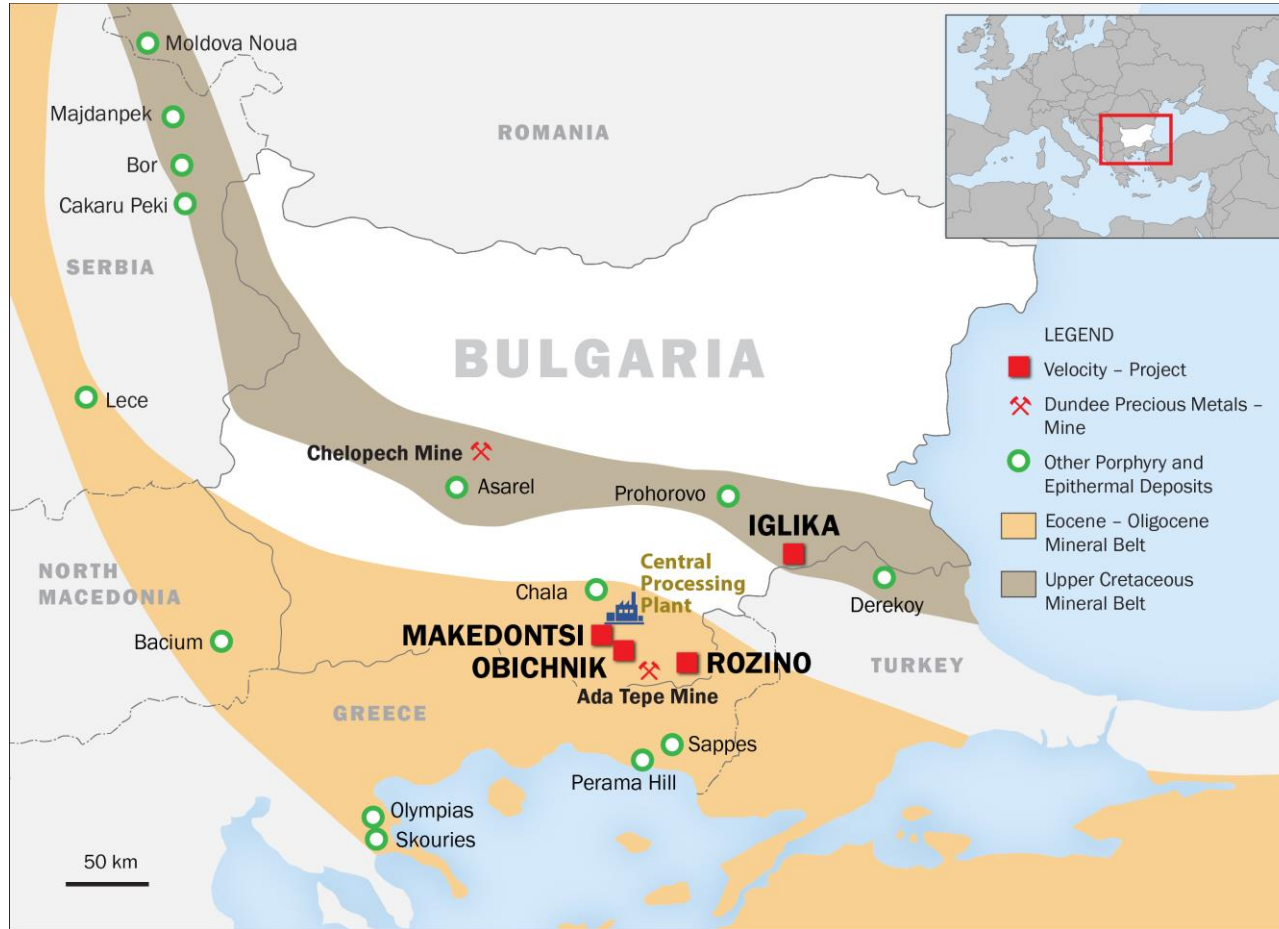 Moldova Noua
Majdanpek
ROMANIA
Bor
Cakaru Peki
SERBIA
BULGARIA
Lece
Chelopech Mine
Asarel
Prohorovo
IGLIKA
NORTH
MACEDONIA
Central
Processing
Plant
Chala
Derekoy
Bacium
MAKEDONTSI
OBICHNIK
ROZINO
TURKEY
Ada Tepe Mine
GREECE
Sappes
Perama Hill
Olympias
Skouries
50 km
LEGEND
Velocity – Project
Dundee Precious Metals –
Mine
Other Porphyry and
Epithermal Deposits
Eocene – Oligocene
Mineral Belt
Upper Cretaceous
Mineral Belt